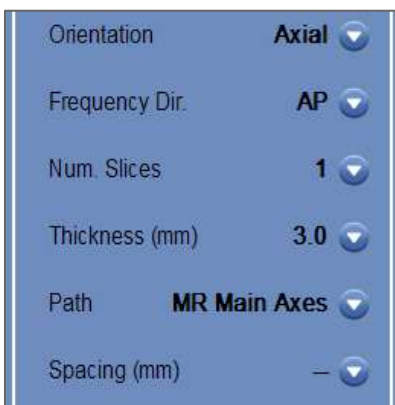 Orientation Axial
Frequency Dir. AP
Num. Slices 1
Thickness (mm) 3.0
Path MR Main Axes
Spacing (mm) –